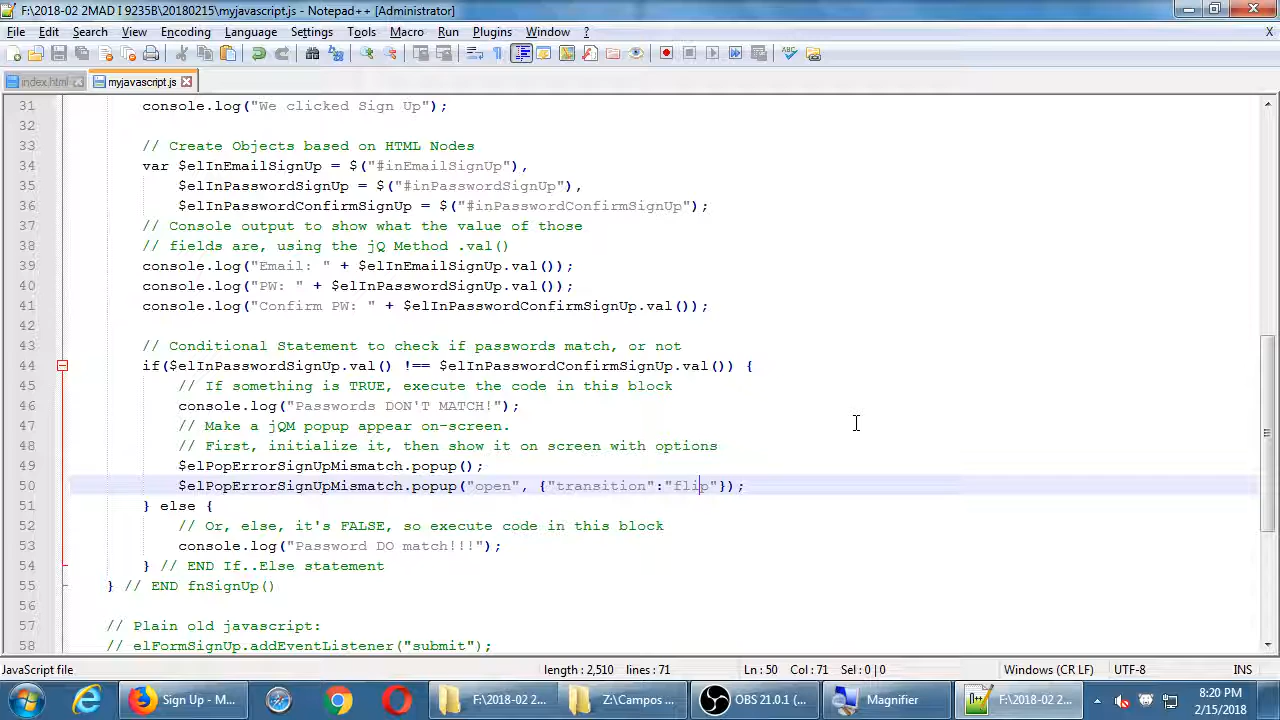 F:\2018-02 2MAD I 9235B\20180215\myjavascript.js - Notepad++ [Administrator]
File Edit Search View Encoding Language Settings Tools Macro Run Plugins Window ? X
index.html myjavascript.js
31 console.log("We clicked Sign Up");
32
33 // Create Objects based on HTML Nodes
34 var $elInEmailSignUp = $("#inEmailSignUp"),
35 $elInPasswordSignUp = $("#inPasswordSignUp"),
36 $elInPasswordConfirmSignUp = $("#inPasswordConfirmSignUp");
37 // Console output to show what the value of those
38 // fields are, using the jQ Method .val()
39 console.log("Email: " + $elInEmailSignUp.val());
40 console.log("PW: " + $elInPasswordSignUp.val());
41 console.log("Confirm PW: " + $elInPasswordConfirmSignUp.val());
42
43 // Conditional Statement to check if passwords match, or not
44 if($elInPasswordSignUp.val() !== $elInPasswordConfirmSignUp.val()) {
45 // If something is TRUE, execute the code in this block
46 console.log("Passwords DON'T MATCH!");
47 // Make a jQM popup appear on-screen.
48 // First, initialize it, then show it on screen with options
49 $elPopErrorSignUpMismatch.popup();
50 $elPopErrorSignUpMismatch.popup("open", {"transition":"flip"});
51 } else {
52 // Or, else, it's FALSE, so execute code in this block
53 console.log("Password DO match!!!");
54 } // END If..Else statement
55 } // END fnSignUp()
56
57 // Plain old javascript:
58 // elFormSignUp.addEventListener("submit");
JavaScript file length : 2,510 lines : 71 Ln : 50 Col : 71 Sel : 0 | 0 Windows (CR LF) UTF-8 INS
Sign Up - M... F:\2018-02 2... Z:\Campos ... OBS 21.0.1 (... Magnifier F:\2018-02 2... 8:20 PM
2/15/2018